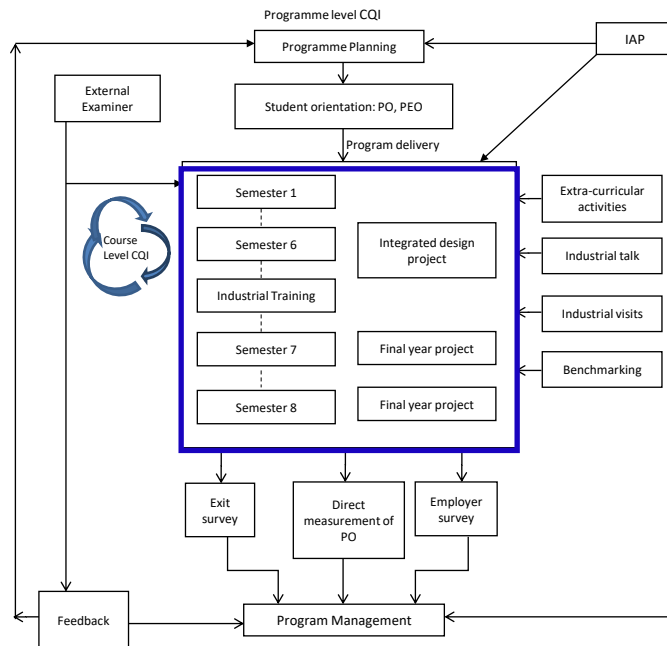 Programme level CQI
Programme Planning
IAP
External
Examiner
Student orientation: PO, PEO
Program delivery
Semester 1
Extra-curricular
activities
Course
Level CQI
Semester 6
Integrated design
project
Industrial talk
Industrial Training
Industrial visits
Semester 7
Final year project
Benchmarking
Semester 8
Final year project
Exit
survey
Direct
measurement of
PO
Employer
survey
Feedback
Program Management